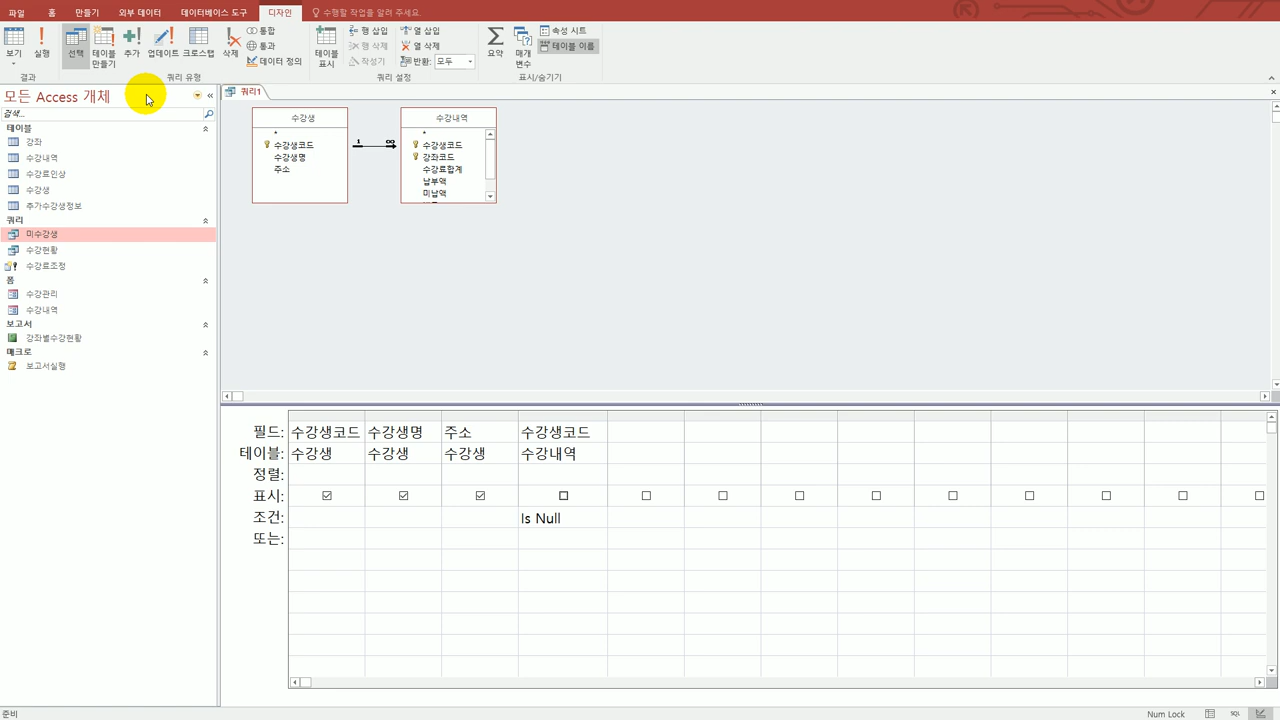 파일 홈 만들기 외부 데이터 데이터베이스 도구 디자인 수행할 작업을 알려 주세요.
보기 실행 선택 테이블 만들기 추가 업데이트 크로스탭 삭제 통합 통과 데이터 정의 테이블 표시 행 삽입 행 삭제 작성기 열 삽입 열 삭제 반환: 모두 요약 매개 변수 속성 시트 테이블 이름
결과 쿼리 유형 쿼리 설정 표시/숨기기
모든 Access 개체
검색...
테이블
강좌
수강내역
수강료인상
수강생
추가수강생정보
쿼리
미수강생
수강현황
수강료조정
폼
수강관리
수강내역
보고서
강좌별수강현황
매크로
보고서실행
쿼리1
수강생
*
수강생코드
수강생명
주소
1 ∞
수강내역
*
수강생코드
강좌코드
수강료합계
납부액
미납액
필드: 수강생코드 수강생명 주소 수강생코드
테이블: 수강생 수강생 수강생 수강내역
정렬:
표시:
조건: Is Null
또는:
준비 Num Lock SQL